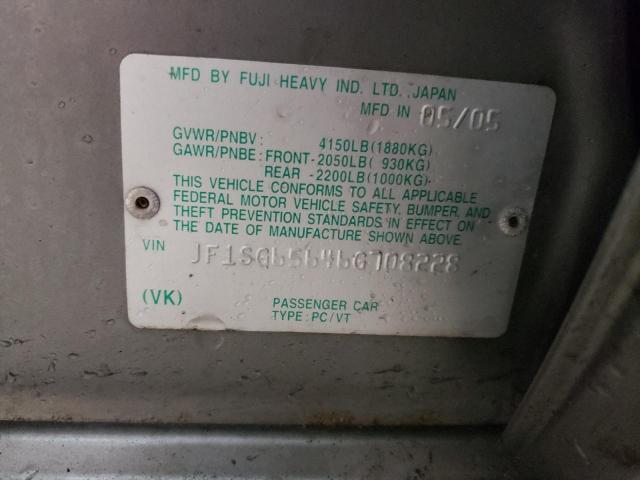 MFD BY FUJI HEAVY IND. LTD. JAPAN
MFD IN 05/05
GVWR/PNBV: 4150LB(1880KG)
GAWR/PNBE: FRONT-2050LB( 930KG)
REAR -2200LB(1000KG)
THIS VEHICLE CONFORMS TO ALL APPLICABLE
FEDERAL MOTOR VEHICLE SAFETY, BUMPER, AND
THEFT PREVENTION STANDARDS IN EFFECT ON
THE DATE OF MANUFACTURE SHOWN ABOVE.
VIN JF1SG65646G708228
(VK) PASSENGER CAR
TYPE: PC/VT